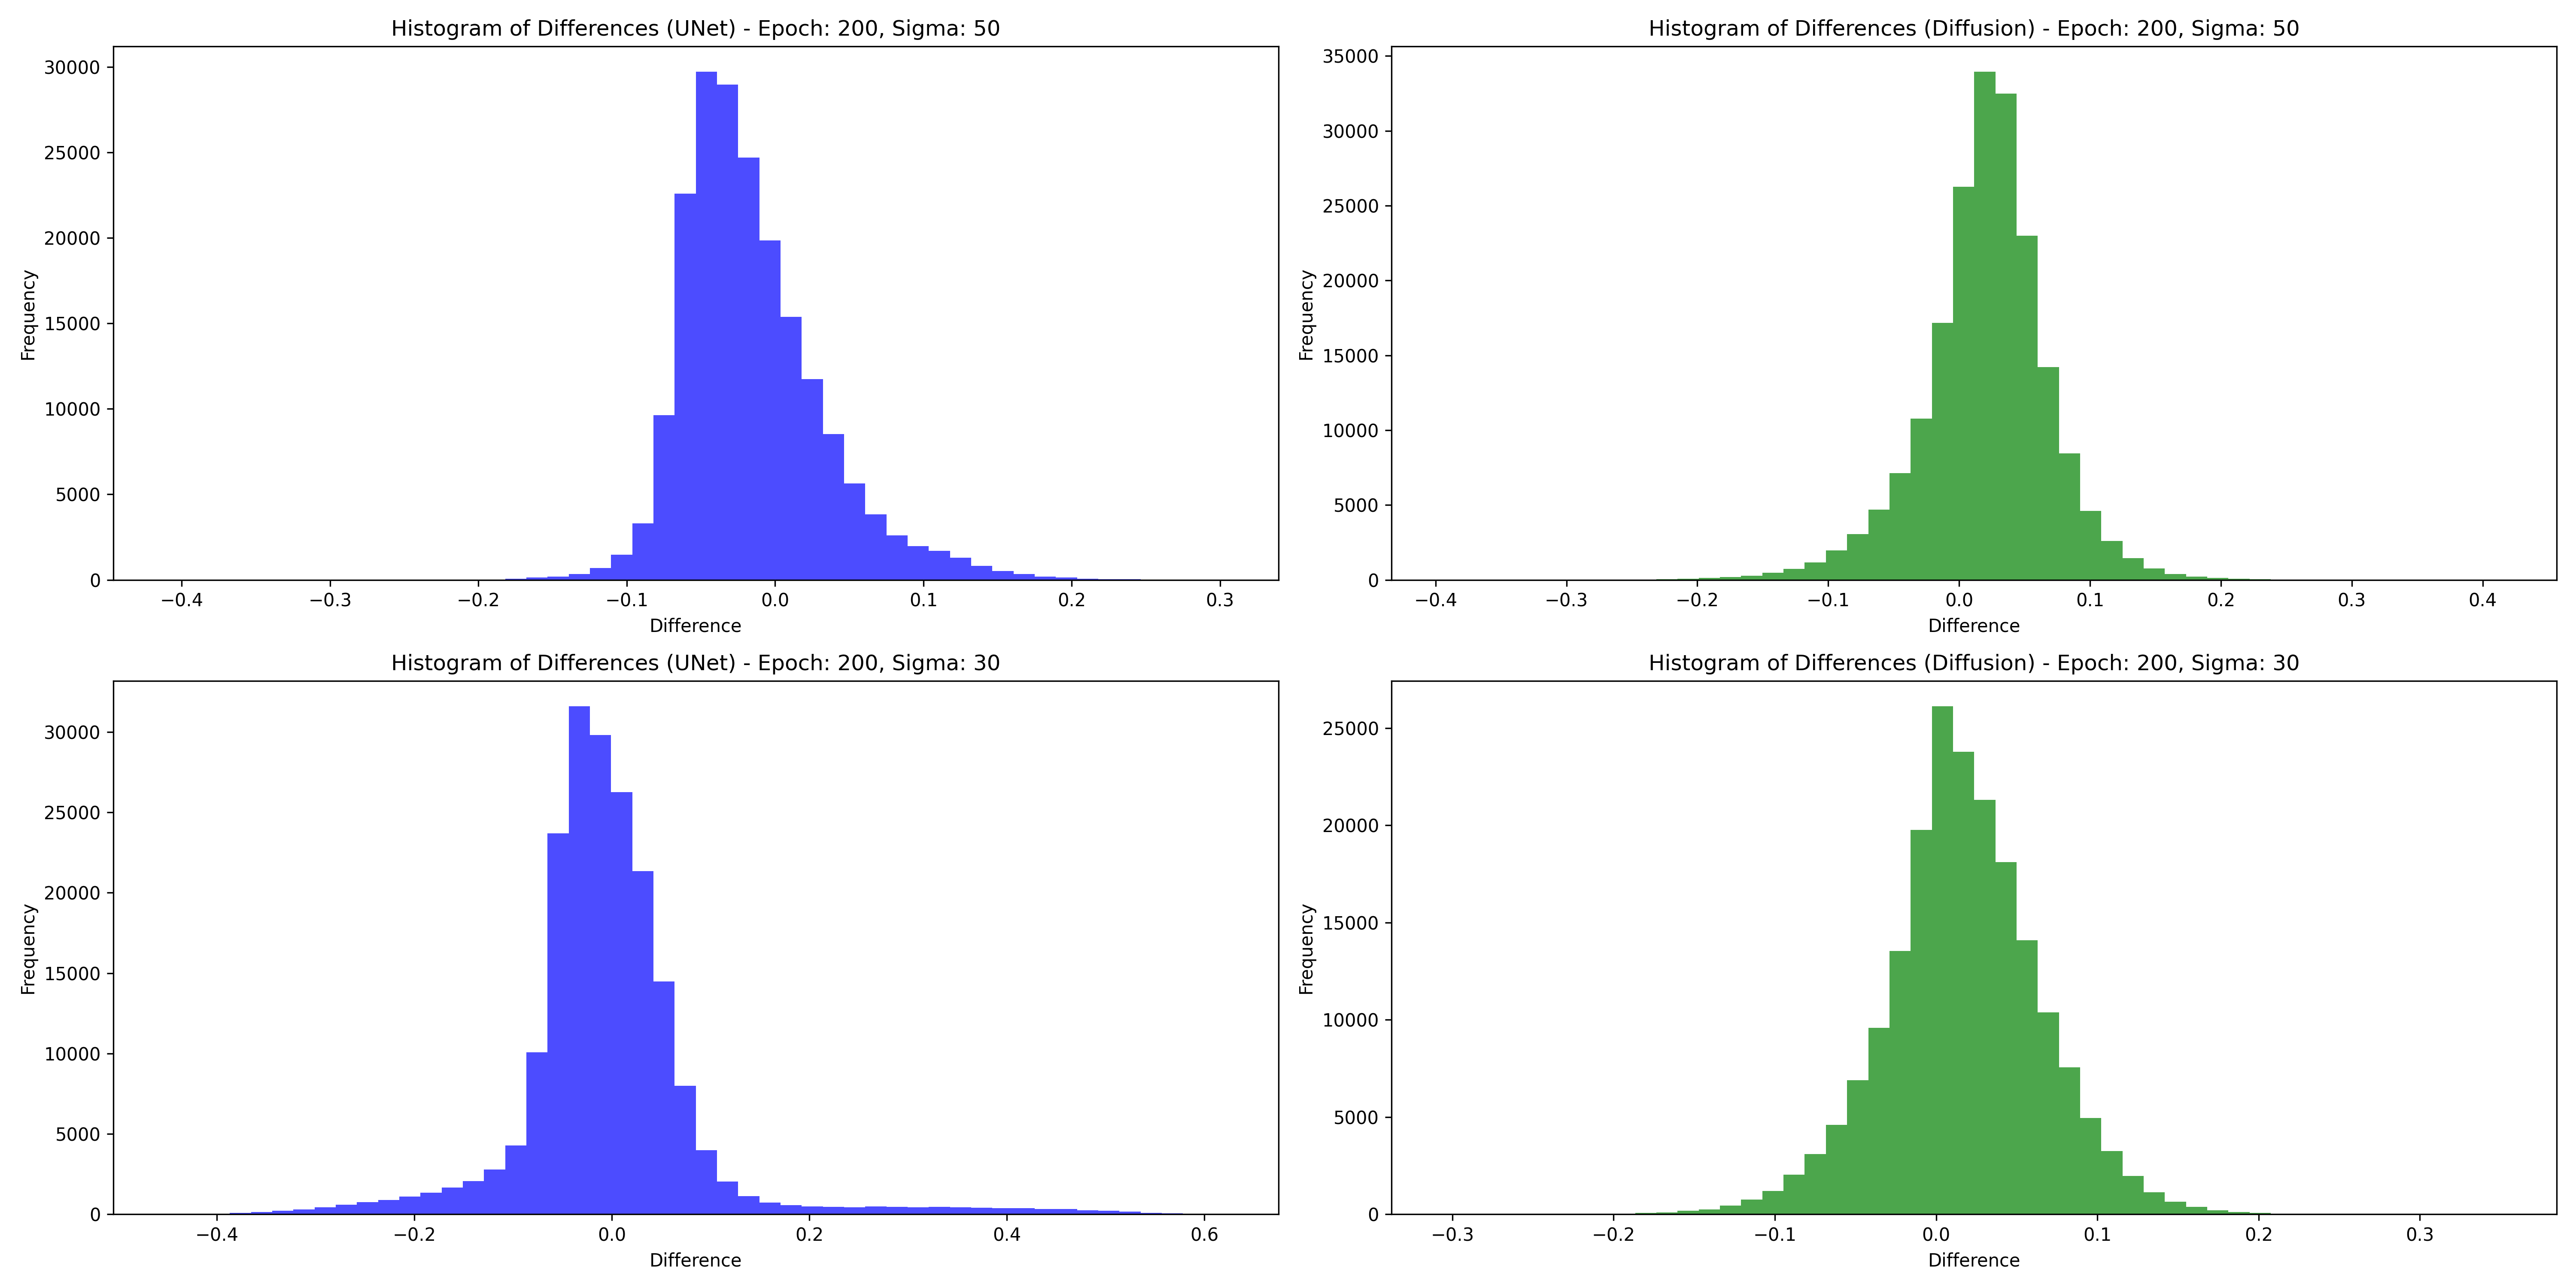 Histogram of Differences (UNet) - Epoch: 200, Sigma: 50
30000
25000
20000
15000
10000
5000
0
Frequency
−0.4 −0.3 −0.2 −0.1 0.0 0.1 0.2 0.3
Difference
Histogram of Differences (Diffusion) - Epoch: 200, Sigma: 50
35000
30000
25000
20000
15000
10000
5000
0
Frequency
−0.4 −0.3 −0.2 −0.1 0.0 0.1 0.2 0.3 0.4
Difference
Histogram of Differences (UNet) - Epoch: 200, Sigma: 30
30000
25000
20000
15000
10000
5000
0
Frequency
−0.4 −0.2 0.0 0.2 0.4 0.6
Difference
Histogram of Differences (Diffusion) - Epoch: 200, Sigma: 30
25000
20000
15000
10000
5000
0
Frequency
−0.3 −0.2 −0.1 0.0 0.1 0.2 0.3
Difference